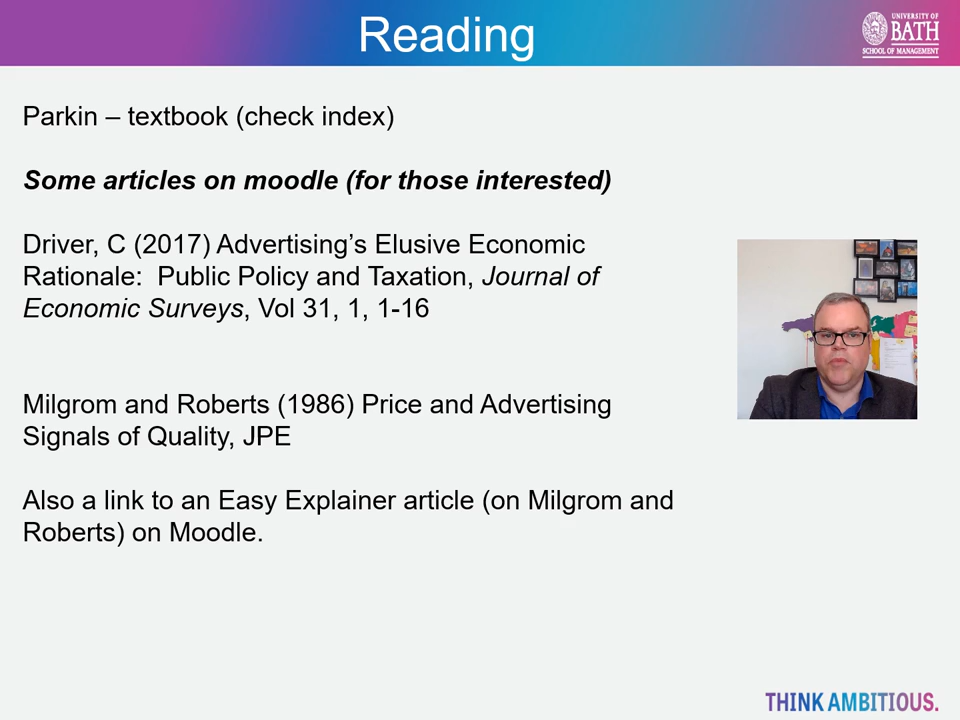 Reading
UNIVERSITY OF
BATH
SCHOOL OF MANAGEMENT
Parkin – textbook (check index)
Some articles on moodle (for those interested)
Driver, C (2017) Advertising’s Elusive Economic
Rationale:  Public Policy and Taxation, Journal of
Economic Surveys, Vol 31, 1, 1-16
Milgrom and Roberts (1986) Price and Advertising
Signals of Quality, JPE
Also a link to an Easy Explainer article (on Milgrom and
Roberts) on Moodle.
THINK AMBITIOUS.